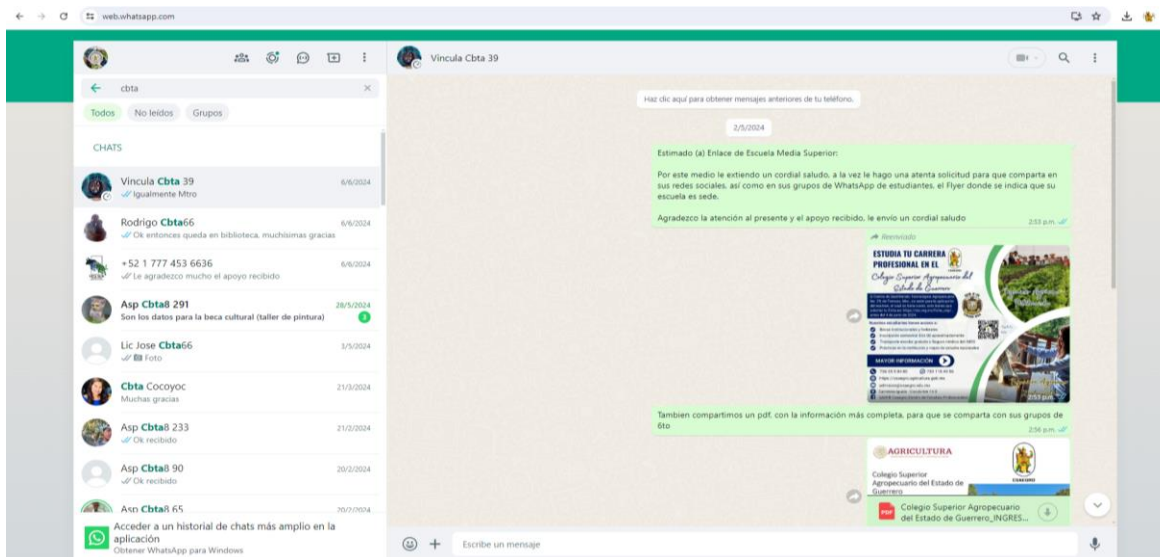 web.whatsapp.com
cbta
Todos No leídos Grupos
CHATS
Vincula Cbta 39 6/6/2024
Igualmente Mtro
Rodrigo Cbta66 6/6/2024
Ok entonces queda en biblioteca, muchísimas gracias
+52 1 777 453 6636 6/6/2024
Le agradezco mucho el apoyo recibido
Asp Cbta8 291 28/5/2024
Son los datos para la beca cultural (taller de pintura) 3
Lic Jose Cbta66 3/5/2024
Foto
Cbta Cocoyoc 21/3/2024
Muchas gracias
Asp Cbta8 233 21/2/2024
Ok recibido
Asp Cbta8 90 20/2/2024
Ok recibido
Asp Cbta8 65 20/2/2024
Acceder a un historial de chats más amplio en la
aplicación
Obtener WhatsApp para Windows
Vincula Cbta 39
Haz clic aquí para obtener mensajes anteriores de tu teléfono.
2/5/2024
Estimado (a) Enlace de Escuela Media Superior:
Por este medio le extiendo un cordial saludo, a la vez le hago una atenta solicitud para que comparta en
sus redes sociales, así como en sus grupos de WhatsApp de estudiantes, el Flyer donde se indica que su
escuela es sede.
Agradezco la atención al presente y el apoyo recibido, le envío un cordial saludo
2:53 p.m.
Reenviado
ESTUDIA TU CARRERA
PROFESIONAL EN EL
Colegio Superior Agropecuario del
Estado de Guerrero
MAYOR INFORMACIÓN
2:53 p.m.
Tambien compartimos un pdf, con la información más completa, para que se comparta con sus grupos de
6to
2:56 p.m.
AGRICULTURA
Colegio Superior
Agropecuario del Estado de
Guerrero
PDF
Colegio Superior Agropecuario
del Estado de Guerrero_INGRES...
Escribe un mensaje